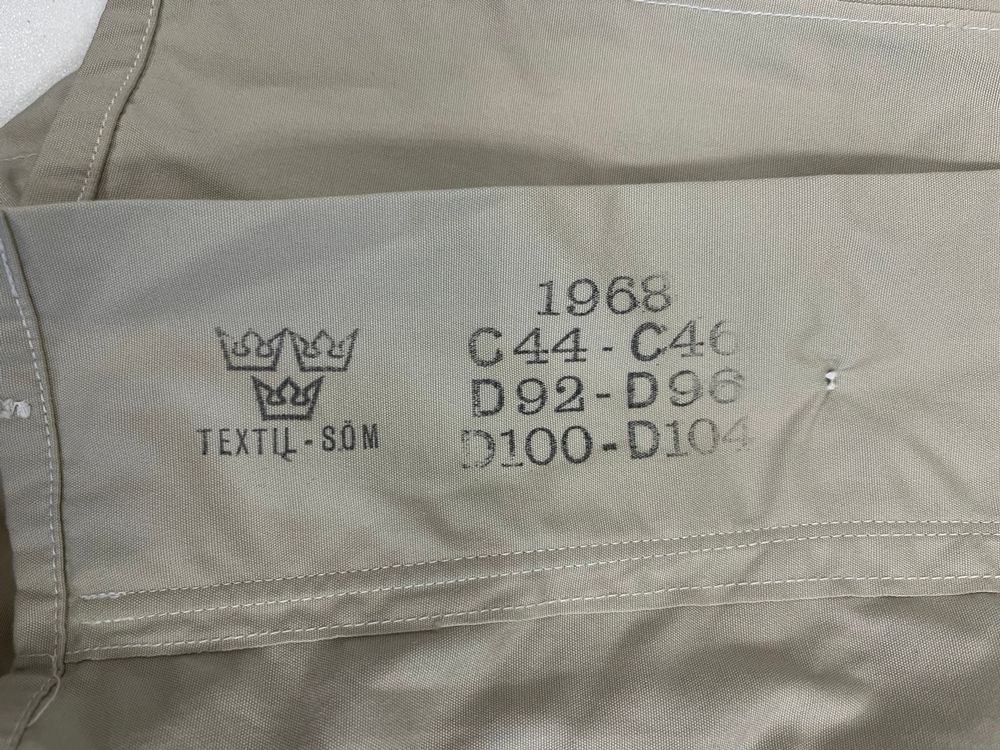 1968
C44-C46
D92-D96
D100-D104
TEXTIL-SÖM